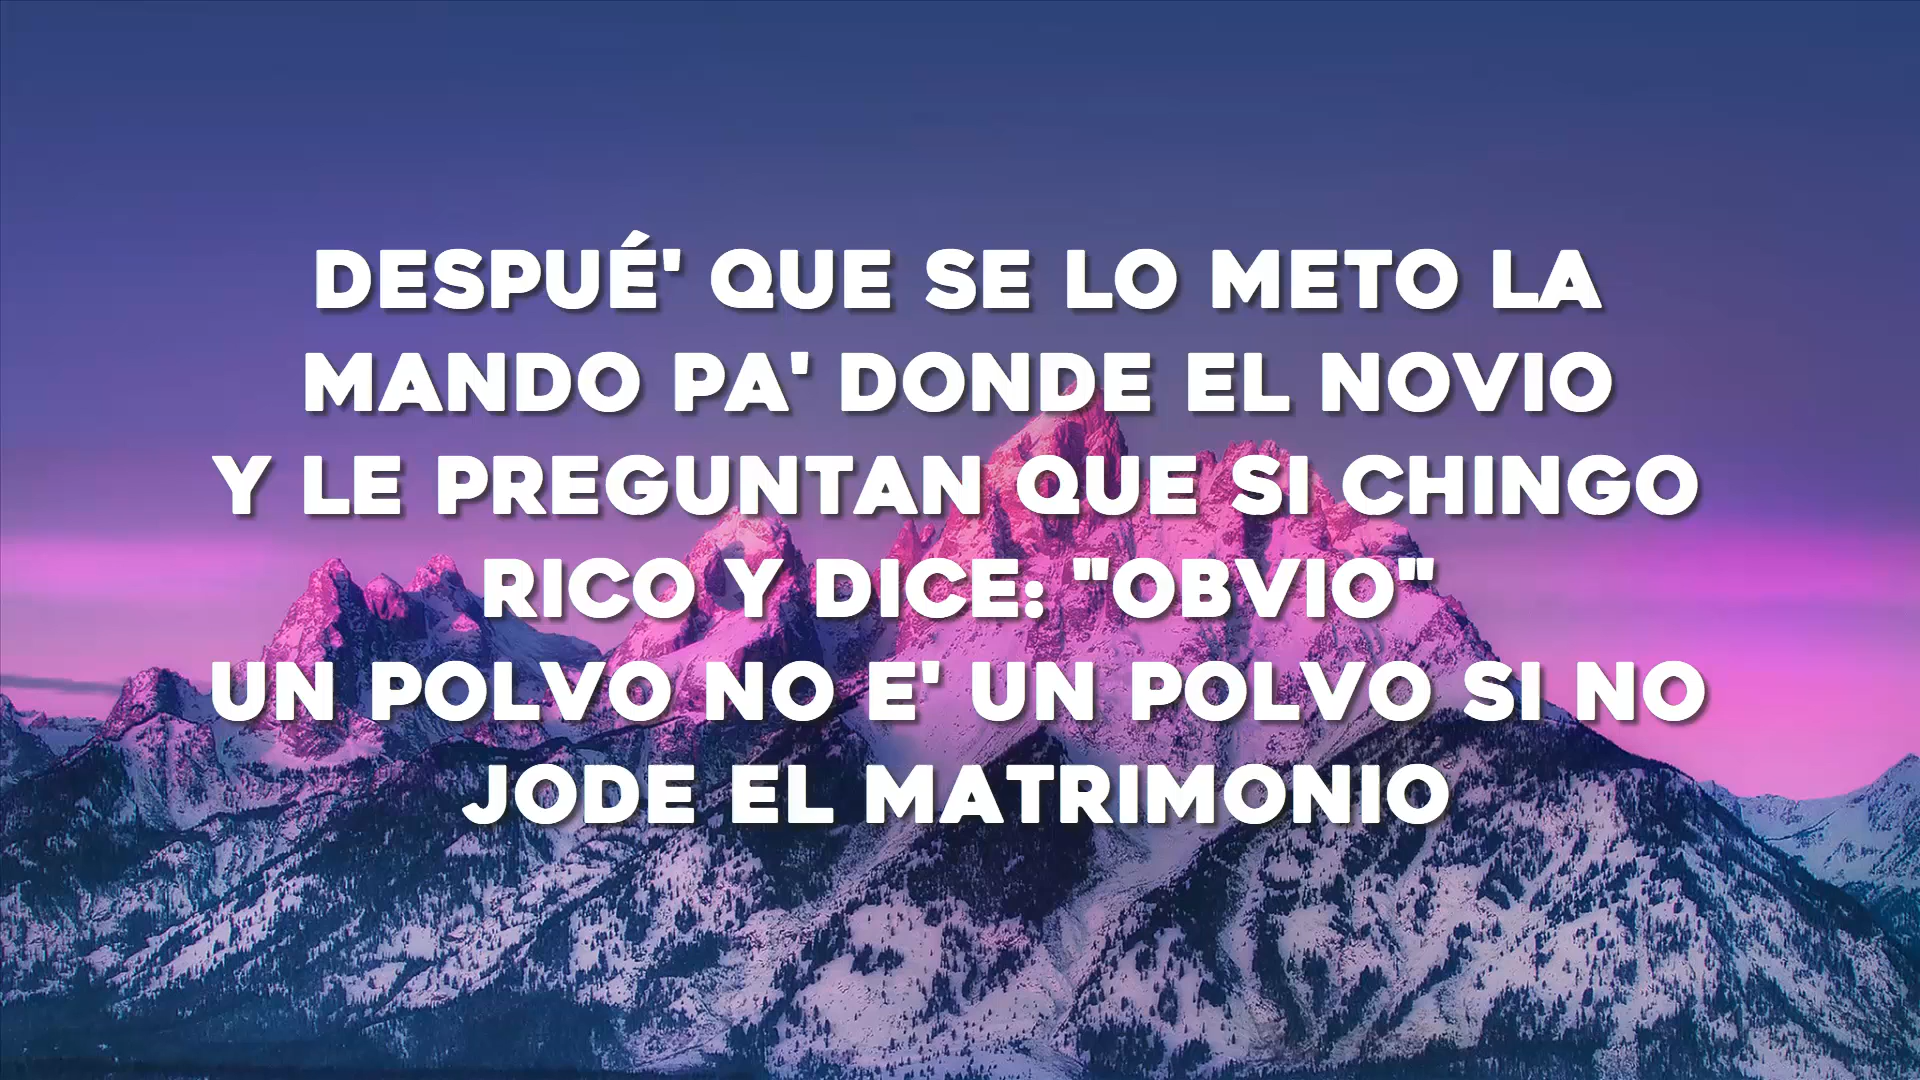 DESPUÉ' QUE SE LO METO LA
MANDO PA' DONDE EL NOVIO
Y LE PREGUNTAN QUE SI CHINGO
RICO Y DICE: "OBVIO"
UN POLVO NO E' UN POLVO SI NO
JODE EL MATRIMONIO